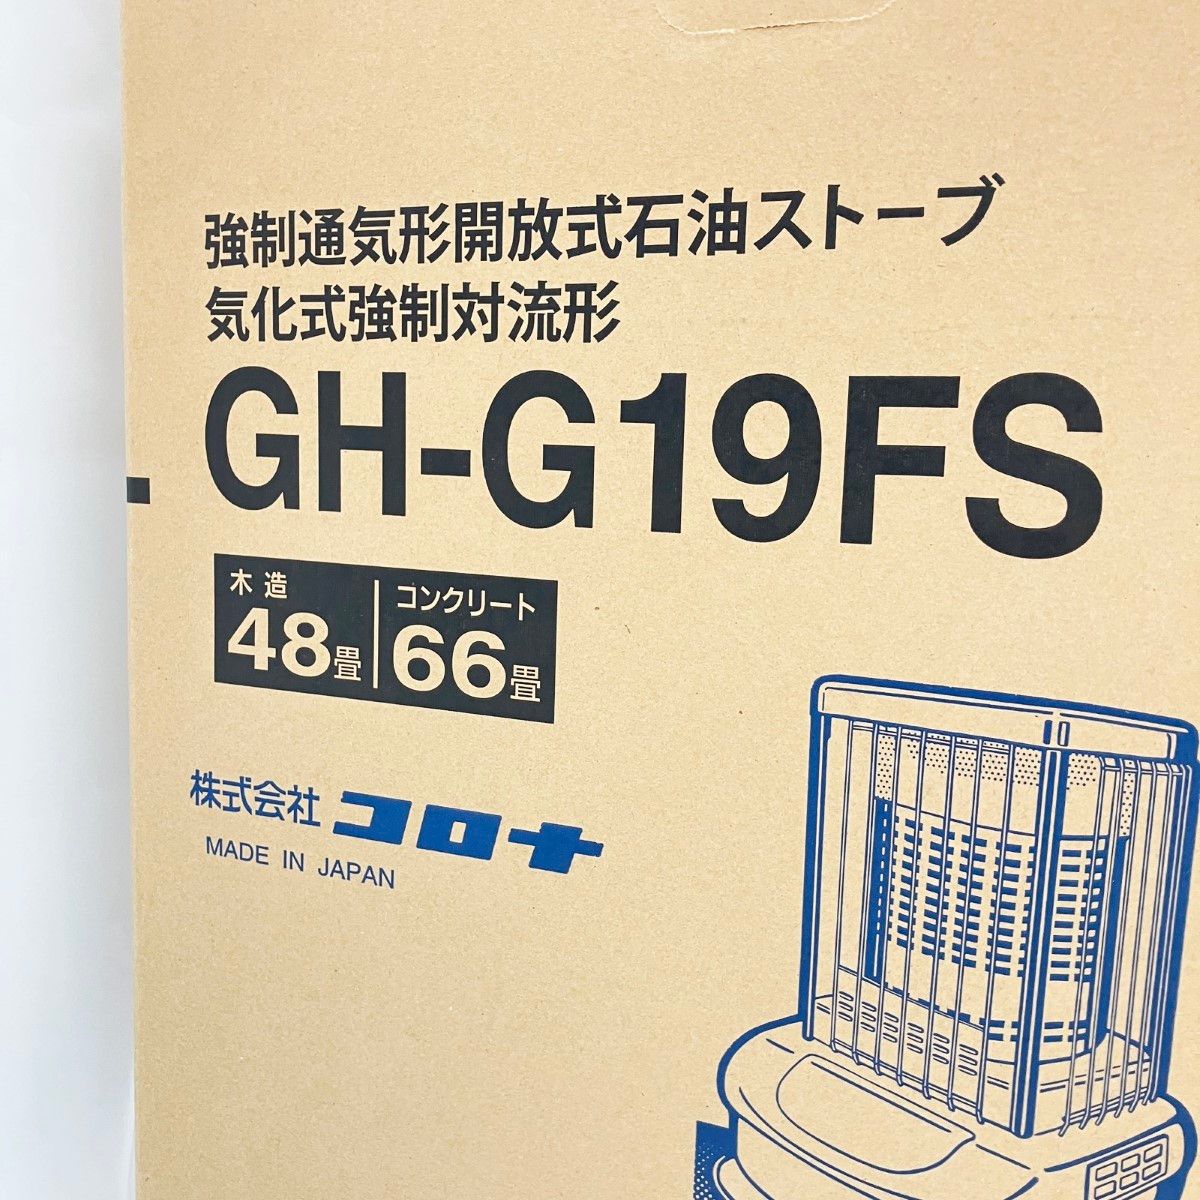 強制通気形開放式石油ストーブ
気化式強制対流形
GH-G19FS
木造 コンクリート
48畳 66畳
株式会社 コロナ
MADE IN JAPAN